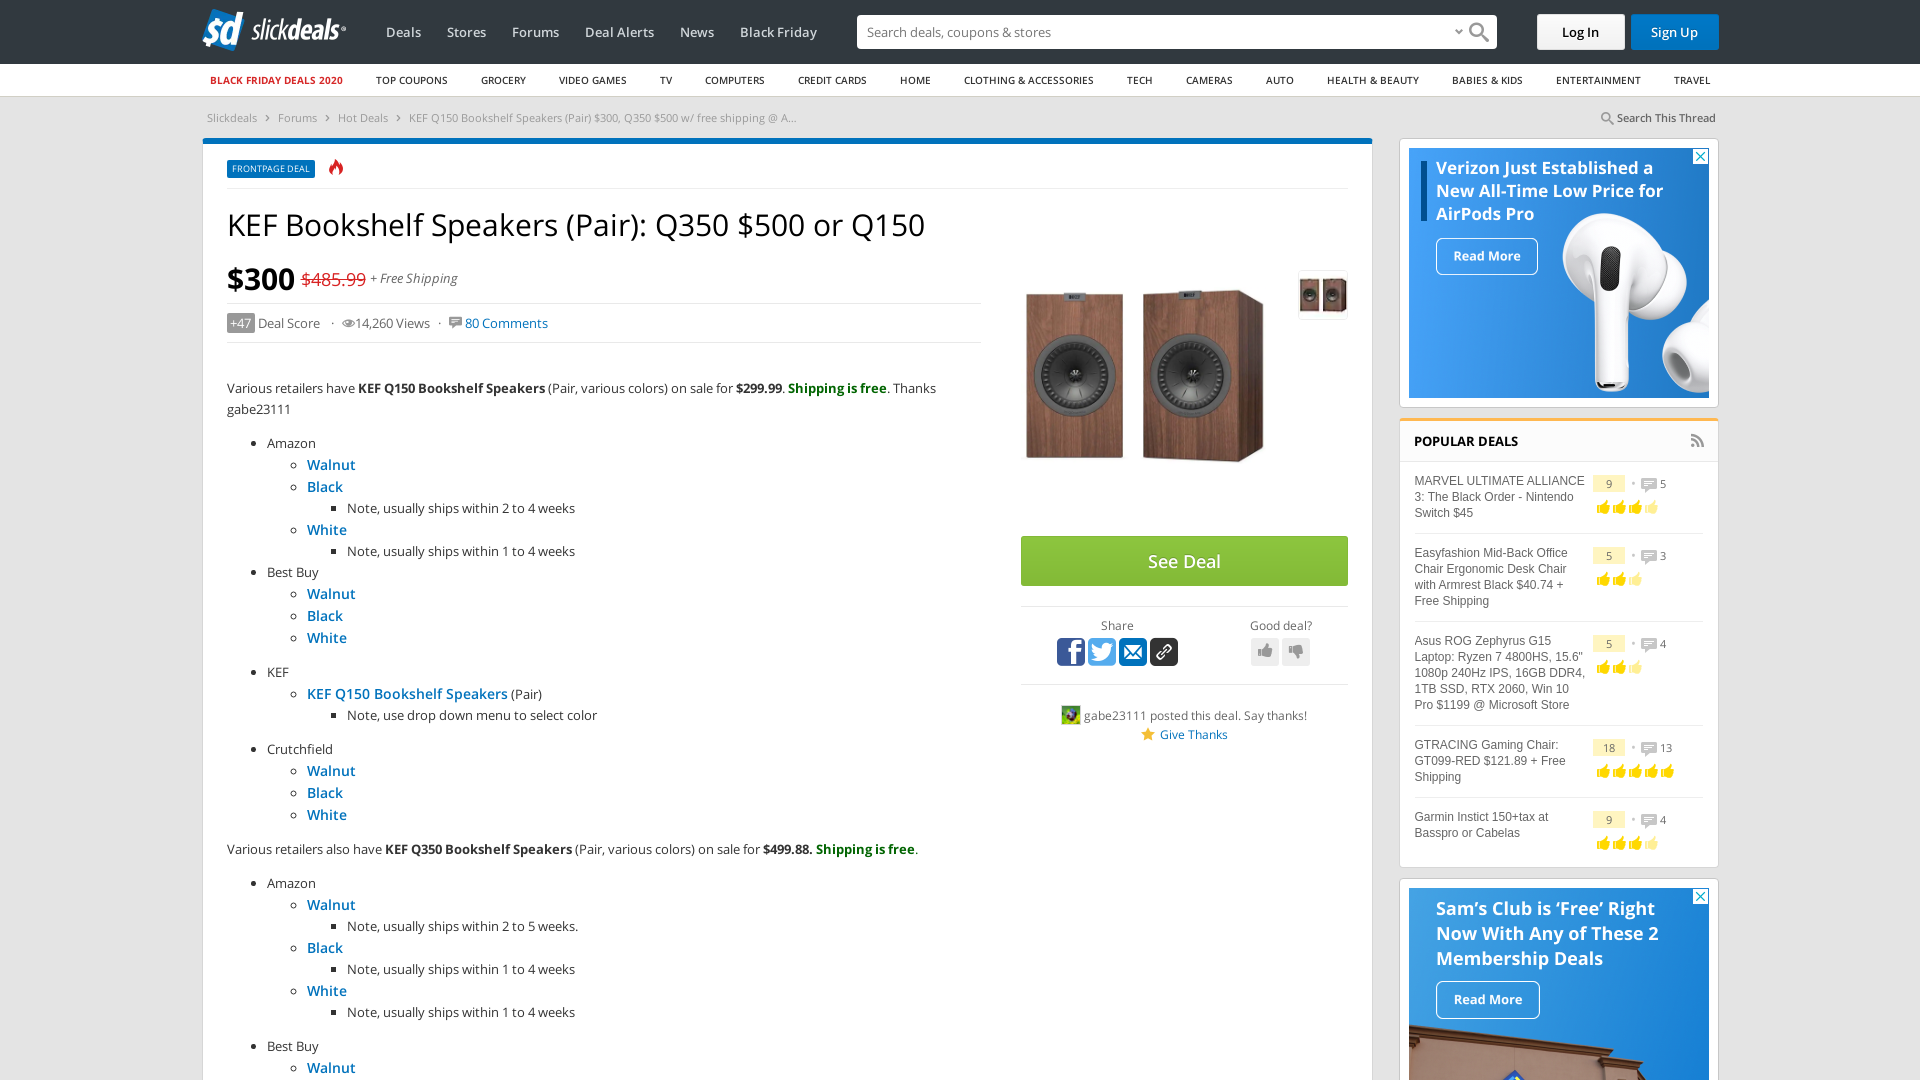 slickdeals
Deals
Stores
Forums
Deal Alerts
News
Black Friday
Search deals, coupons & shopping
Log In
Sign Up
BLACK FRIDAY DEALS 2020
TOP COUPONS
GROCERY
VIDEO GAMES
TV
COMPUTERS
CREDIT CARDS
HOME
CLOTHING & ACCESSORIES
TECH
CAMERAS
AUTO
HEALTH & BEAUTY
BABIES & KIDS
ENTERTAINMENT
TRAVEL
Slickdeals › Forums › Hot Deals › KEF Q150 Bookshelf Speakers (Pair) $300, Q350 $500 w/ free shipping @ A...
Search This Thread
FRONTPAGE DEAL
KEF Bookshelf Speakers (Pair): Q350 $500 or Q150
$300 $485.99 + Free Shipping
+47 Deal Score · 14,260 Views · 80 Comments
Various retailers have KEF Q150 Bookshelf Speakers (Pair, various colors) on sale for $299.99. Shipping is free. Thanks
gabe23111
Amazon
Walnut
Black
Note, usually ships within 2 to 4 weeks
White
Note, usually ships within 1 to 4 weeks
Best Buy
Walnut
Black
White
KEF
KEF Q150 Bookshelf Speakers (Pair)
Note, use drop down menu to select color
Crutchfield
Walnut
Black
White
Various retailers also have KEF Q350 Bookshelf Speakers (Pair, various colors) on sale for $499.88. Shipping is free.
Amazon
Walnut
Note, usually ships within 2 to 5 weeks.
Black
Note, usually ships within 1 to 4 weeks
White
Note, usually ships within 1 to 4 weeks
Best Buy
Walnut
See Deal
Share
Good deal?
gabe23111 posted this deal. Say thanks!
Give Thanks
Verizon Just Established a
New All-Time Low Price for
AirPods Pro
Read More
POPULAR DEALS
MARVEL ULTIMATE ALLIANCE
3: The Black Order - Nintendo
Switch $45
9 • 5
Easyfashion Mid-Back Office
Chair Ergonomic Desk Chair
with Armrest Black $40.74 +
Free Shipping
5 • 3
Asus ROG Zephyrus G15
Laptop: Ryzen 7 4800HS, 15.6"
1080p 240Hz IPS, 16GB DDR4,
1TB SSD, RTX 2060, Win 10
Pro $1199 @ Microsoft Store
5 • 4
GTRACING Gaming Chair:
GT099-RED $121.89 + Free
Shipping
18 • 13
Garmin Instict 150+tax at
Basspro or Cabelas
9 • 4
Sam's Club is 'Free' Right
Now With Any of These 2
Membership Deals
Read More